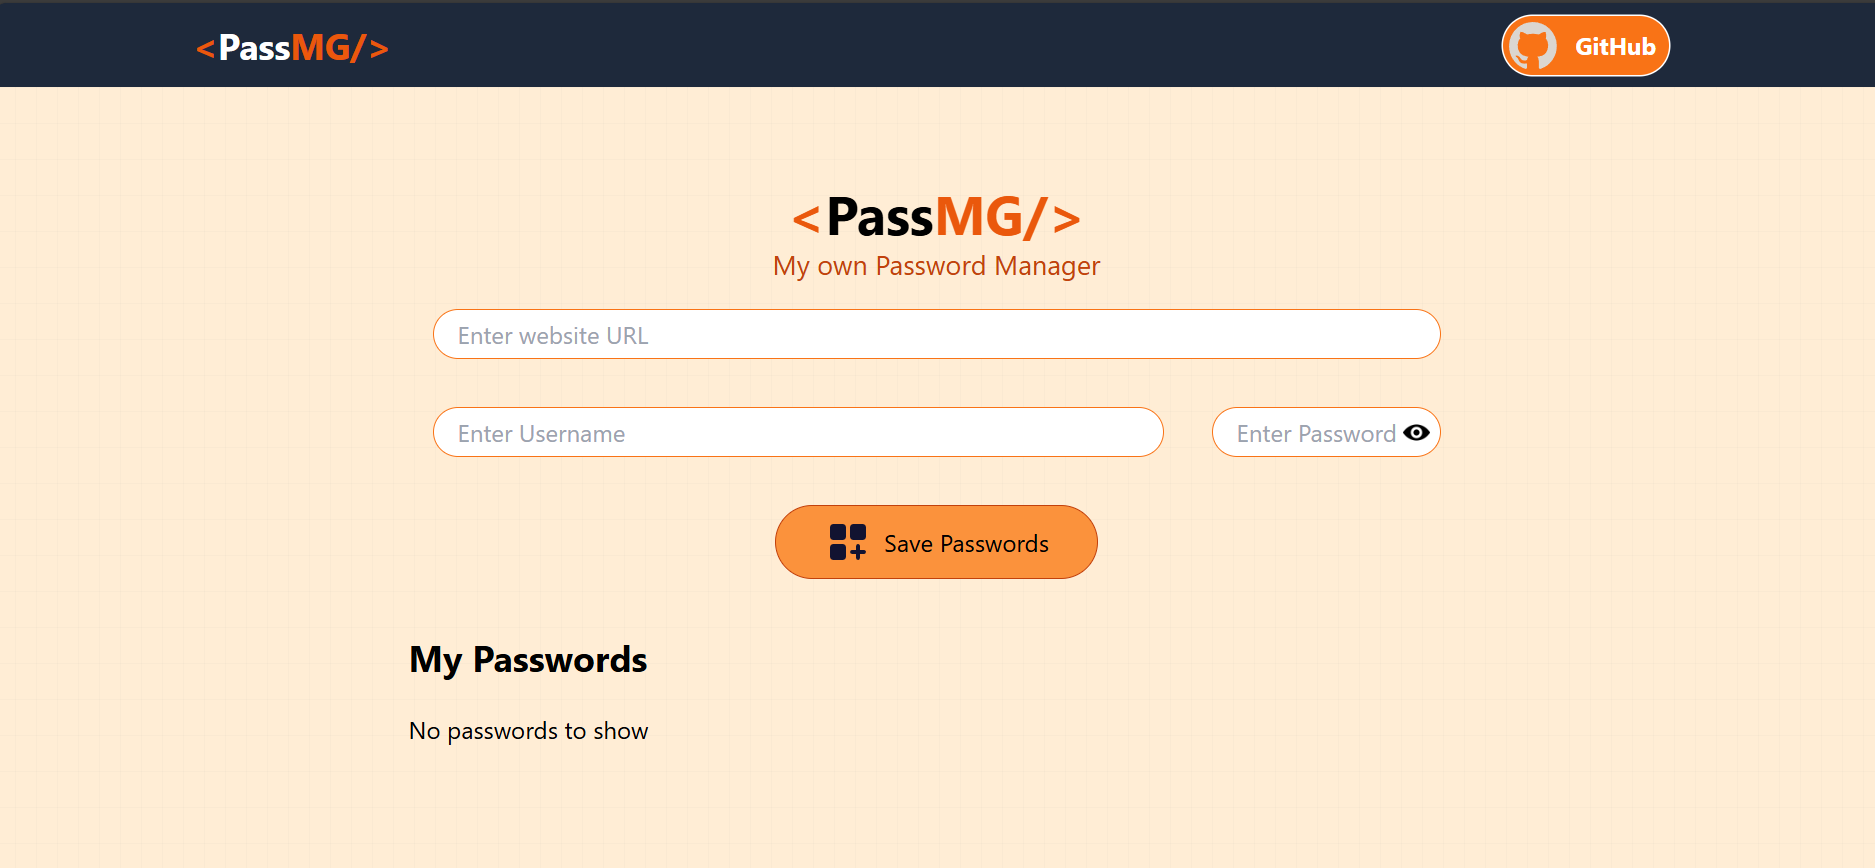 <PassMG/>
GitHub
<PassMG/>
My own Password Manager
Enter website URL
Enter Username
Enter Password
Save Passwords
My Passwords
No passwords to show